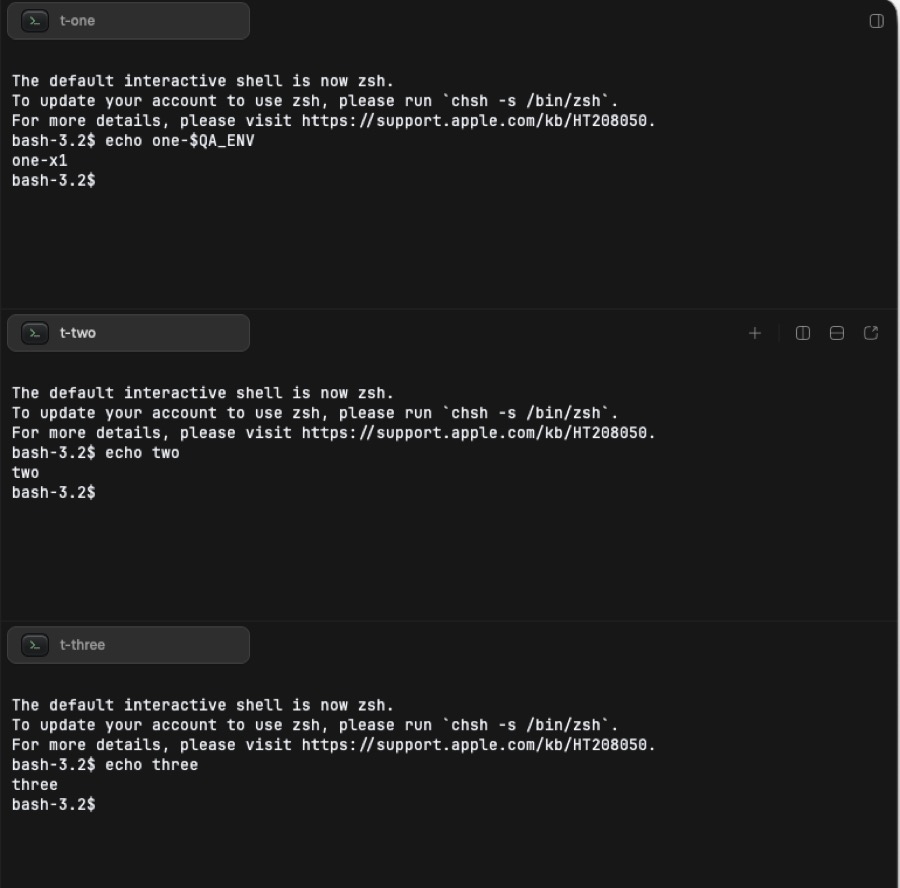 t-one
The default interactive shell is now zsh.
To update your account to use zsh, please run `chsh -s /bin/zsh`.
For more details, please visit https://support.apple.com/kb/HT208050.
bash-3.2$ echo one-$QA_ENV
one-x1
bash-3.2$
t-two
The default interactive shell is now zsh.
To update your account to use zsh, please run `chsh -s /bin/zsh`.
For more details, please visit https://support.apple.com/kb/HT208050.
bash-3.2$ echo two
two
bash-3.2$
t-three
The default interactive shell is now zsh.
To update your account to use zsh, please run `chsh -s /bin/zsh`.
For more details, please visit https://support.apple.com/kb/HT208050.
bash-3.2$ echo three
three
bash-3.2$